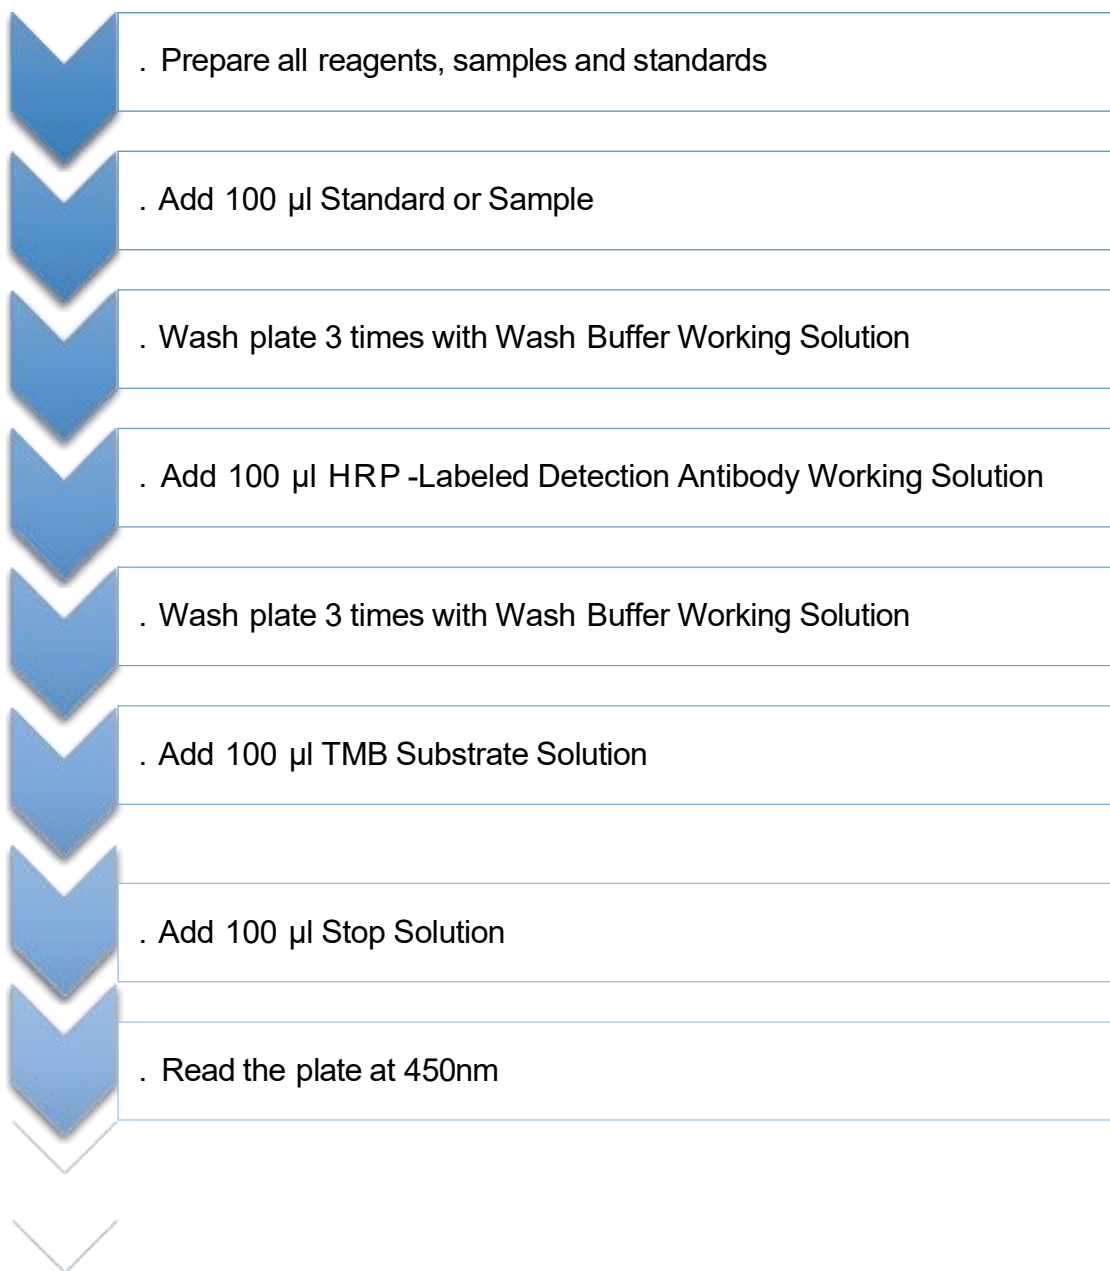 . Prepare all reagents, samples and standards
. Add 100 µl Standard or Sample
. Wash plate 3 times with Wash Buffer Working Solution
. Add 100 µl HRP-Labeled Detection Antibody Working Solution
. Wash plate 3 times with Wash Buffer Working Solution
. Add 100 µl TMB Substrate Solution
. Add 100 µl Stop Solution
. Read the plate at 450nm